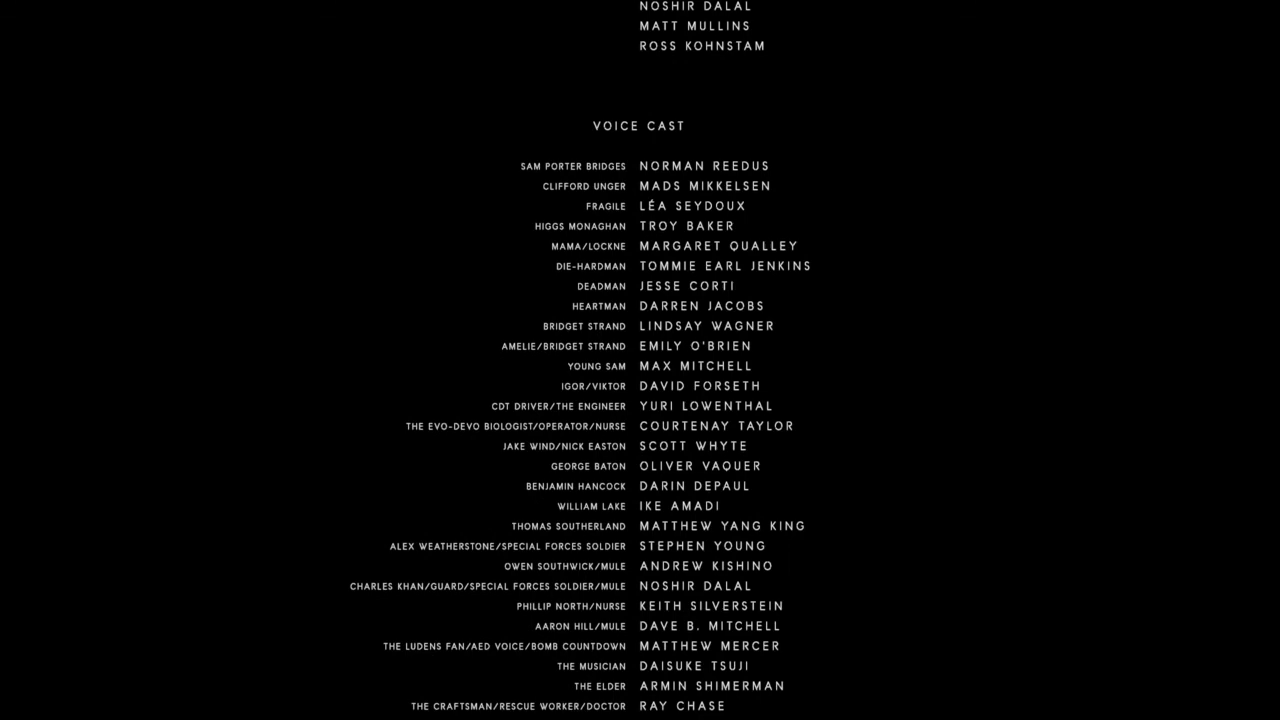 NOSHIR DALAL
MATT MULLINS
ROSS KOHNSTAM
VOICE CAST
SAM PORTER BRIDGES NORMAN REEDUS
CLIFFORD UNGER MADS MIKKELSEN
FRAGILE LÉA SEYDOUX
HIGGS MONAGHAN TROY BAKER
MAMA/LOCKNE MARGARET QUALLEY
DIE-HARDMAN TOMMIE EARL JENKINS
DEADMAN JESSE CORTI
HEARTMAN DARREN JACOBS
BRIDGET STRAND LINDSAY WAGNER
AMELIE/BRIDGET STRAND EMILY O'BRIEN
YOUNG SAM MAX MITCHELL
IGOR/VIKTOR DAVID FORSETH
CDT DRIVER/THE ENGINEER YURI LOWENTHAL
THE EVO-DEVO BIOLOGIST/OPERATOR/NURSE COURTENAY TAYLOR
JAKE WIND/NICK EASTON SCOTT WHYTE
GEORGE BATON OLIVER VAQUER
BENJAMIN HANCOCK DARIN DEPAUL
WILLIAM LAKE IKE AMADI
THOMAS SOUTHERLAND MATTHEW YANG KING
ALEX WEATHERSTONE/SPECIAL FORCES SOLDIER STEPHEN YOUNG
OWEN SOUTHWICK/MULE ANDREW KISHINO
CHARLES KHAN/GUARD/SPECIAL FORCES SOLDIER/MULE NOSHIR DALAL
PHILLIP NORTH/NURSE KEITH SILVERSTEIN
AARON HILL/MULE DAVE B. MITCHELL
THE LUDENS FAN/AED VOICE/BOMB COUNTDOWN MATTHEW MERCER
THE MUSICIAN DAISUKE TSUJI
THE ELDER ARMIN SHIMERMAN
THE CRAFTSMAN/RESCUE WORKER/DOCTOR RAY CHASE